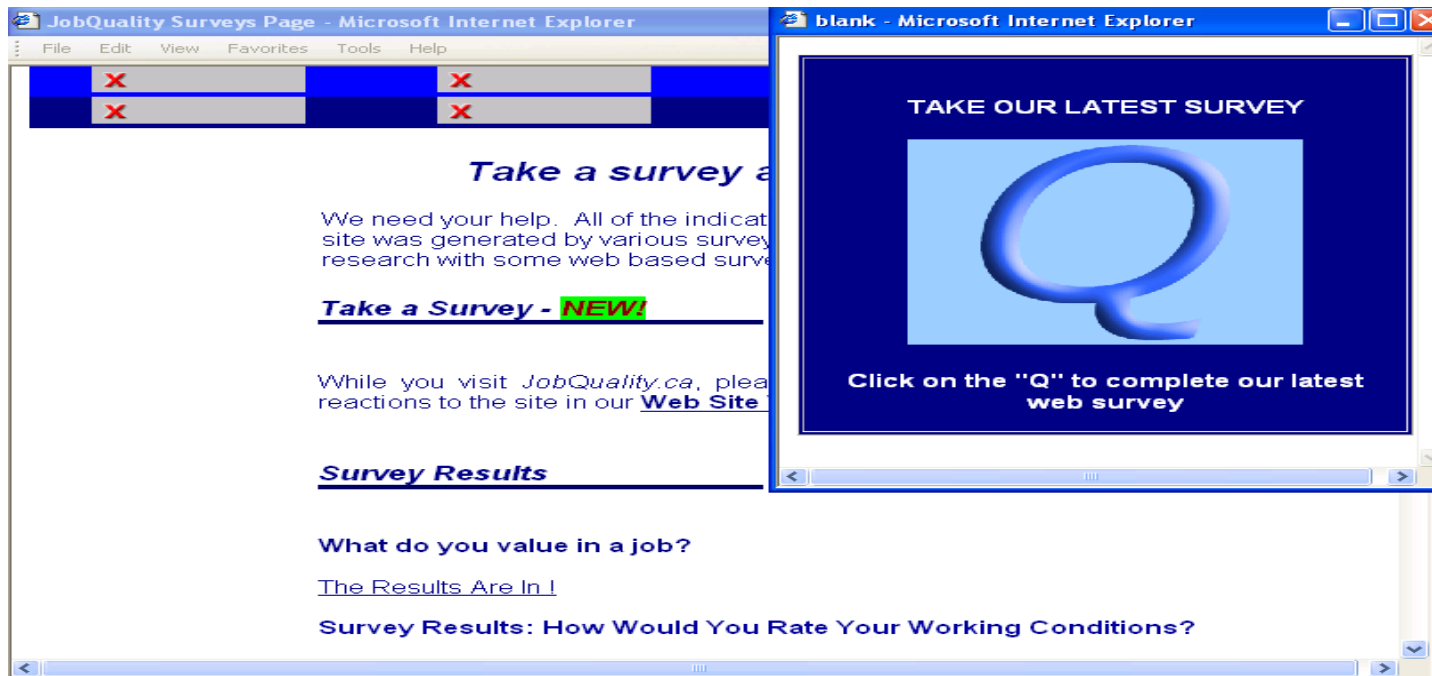 JobQuality Surveys Page - Microsoft Internet Explorer
File Edit View Favorites Tools Help
Take a survey a
We need your help. All of the indicat
site was generated by various survey
research with some web based surve
Take a Survey - NEW!
While you visit JobQuality.ca, plea
reactions to the site in our Web Site
Survey Results
What do you value in a job?
The Results Are In !
Survey Results: How Would You Rate Your Working Conditions?
blank - Microsoft Internet Explorer
TAKE OUR LATEST SURVEY
Q
Click on the "Q" to complete our latest
web survey